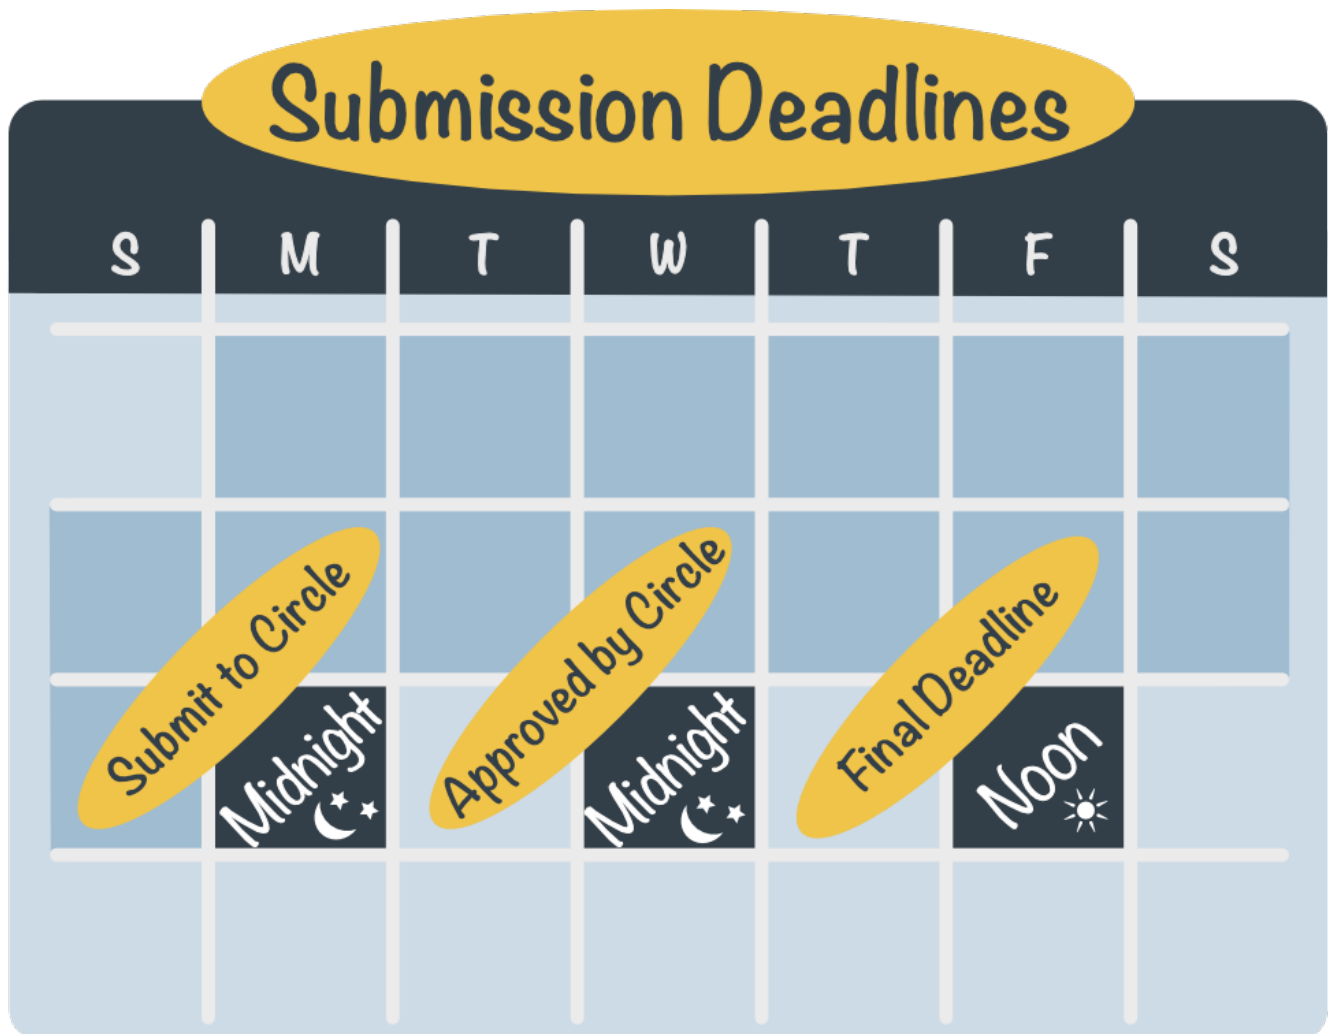 Submission Deadlines
S M T W T F S
Submit to Circle
Approved by Circle
Final Deadline
Midnight
Midnight
Noon